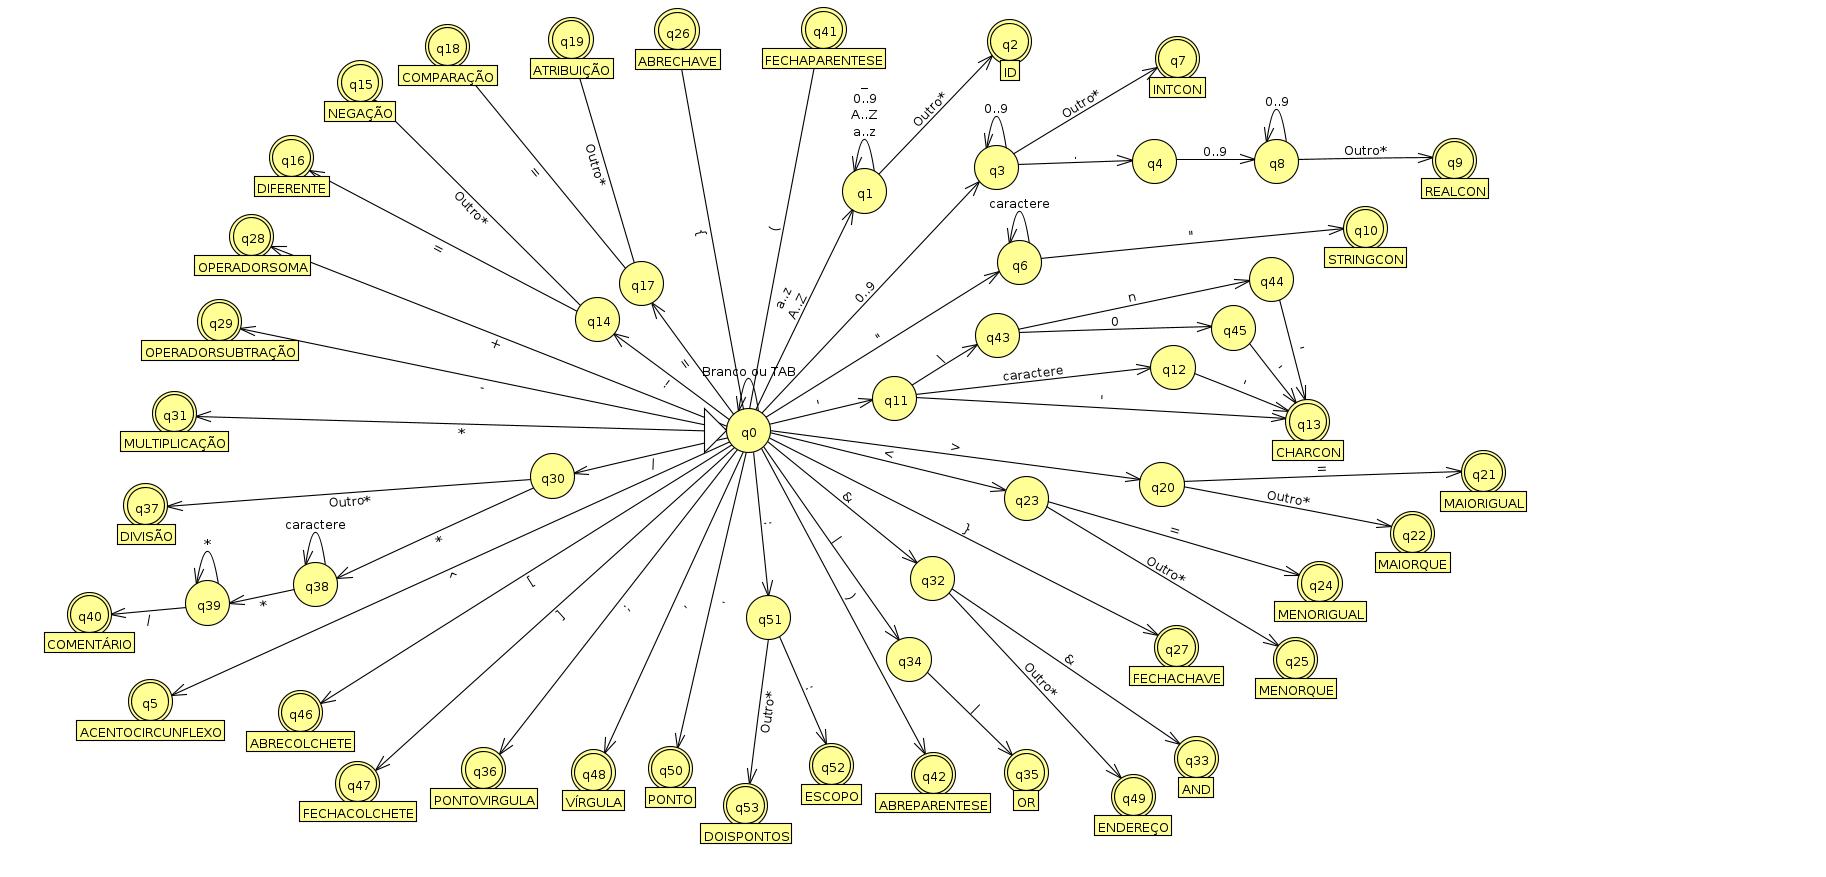 q18
COMPARAÇÃO
q19
ATRIBUIÇÃO
q26
ABRECHAVE
q41
FECHAPARENTESE
q2
ID
q7
INTCON
q15
NEGAÇÃO
_
0..9
A..Z
a..z
Outro*
q1
0..9
q3
Outro*
.
q4
0..9
0..9
q8
Outro*
q9
REALCON
q16
DIFERENTE
Outro*
=
=
Outro*
{
(
a..z
A..Z
0..9
caractere
q6
"
"
q10
STRINGCON
q28
OPERADORSOMA
q17
q14
q29
OPERADORSUBTRAÇÃO
+
-
!
=
Branco ou TAB
q0
q43
n
q44
0
q45
\
'
q11
caractere
q12
'
'
'
'
q13
CHARCON
q31
MULTIPLICAÇÃO
*
/
q30
Outro*
q37
DIVISÃO
*
caractere
q38
*
q39
*
/
q40
COMENTÁRIO
>
q20
=
q21
MAIORIGUAL
Outro*
q22
MAIORQUE
<
q23
=
q24
MENORIGUAL
Outro*
q25
MENORQUE
&
q32
}
q27
FECHACHAVE
&
q33
AND
Outro*
q49
ENDEREÇO
|
q34
|
q35
OR
)
q42
ABREPARENTESE
:
q51
:
q52
ESCOPO
Outro*
q53
DOISPONTOS
.
q50
PONTO
,
q48
VÍRGULA
;
q36
PONTOVIRGULA
]
q47
FECHACOLCHETE
[
q46
ABRECOLCHETE
^
q5
ACENTOCIRCUNFLEXO